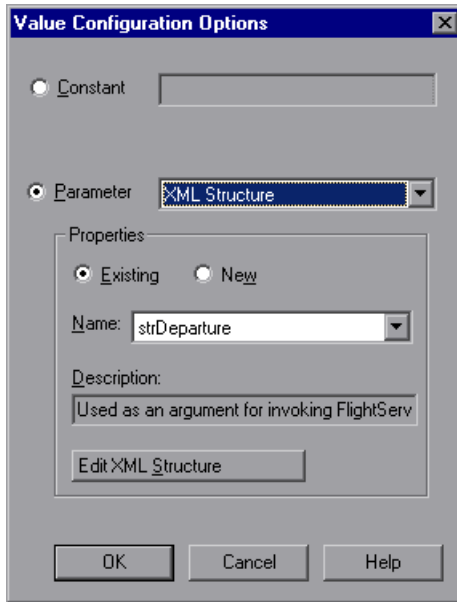 Value Configuration Options
Constant
Parameter XML Structure
Properties
Existing New
Name: strDeparture
Description:
Used as an argument for invoking FlightServ
Edit XML Structure
OK Cancel Help